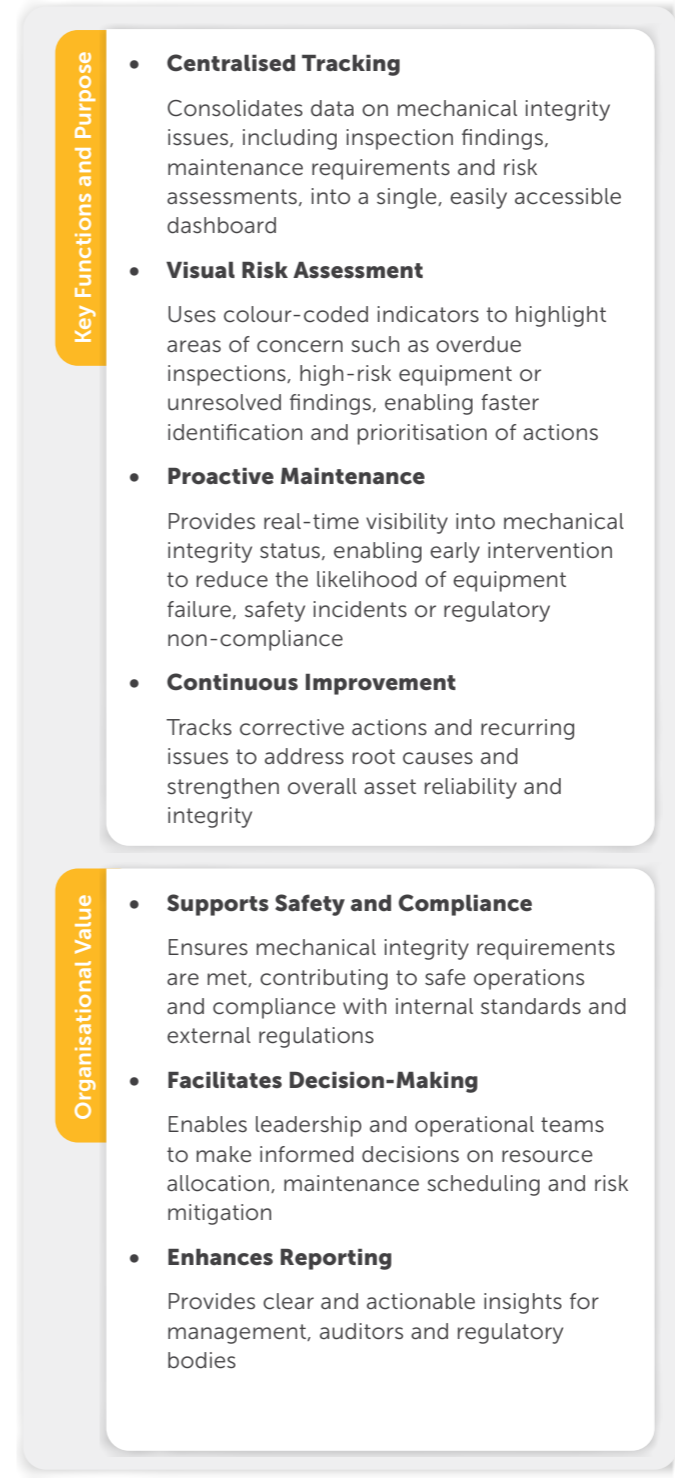 Key Functions and Purpose
• Centralised Tracking
Consolidates data on mechanical integrity
issues, including inspection findings,
maintenance requirements and risk
assessments, into a single, easily accessible
dashboard
• Visual Risk Assessment
Uses colour-coded indicators to highlight
areas of concern such as overdue
inspections, high-risk equipment or
unresolved findings, enabling faster
identification and prioritisation of actions
• Proactive Maintenance
Provides real-time visibility into mechanical
integrity status, enabling early intervention
to reduce the likelihood of equipment
failure, safety incidents or regulatory
non-compliance
• Continuous Improvement
Tracks corrective actions and recurring
issues to address root causes and
strengthen overall asset reliability and
integrity
Organisational Value
• Supports Safety and Compliance
Ensures mechanical integrity requirements
are met, contributing to safe operations
and compliance with internal standards and
external regulations
• Facilitates Decision-Making
Enables leadership and operational teams
to make informed decisions on resource
allocation, maintenance scheduling and risk
mitigation
• Enhances Reporting
Provides clear and actionable insights for
management, auditors and regulatory
bodies